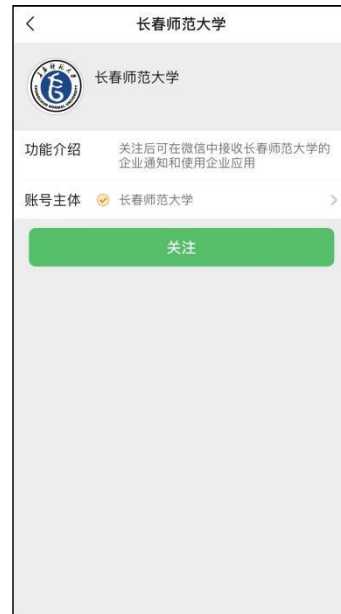 长春师范大学
长春师范大学
功能介绍
关注后可在微信中接收长春师范大学的
企业通知和使用企业应用
账号主体
长春师范大学
关注